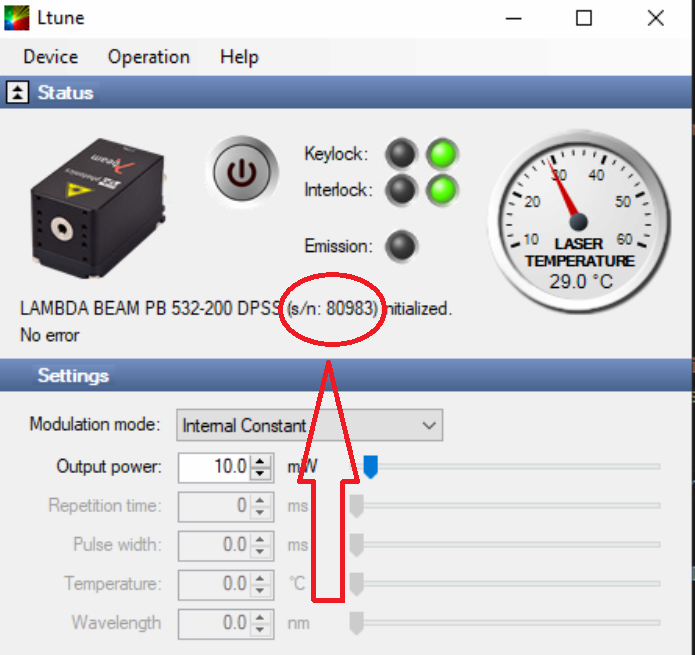 Ltune
Device Operation Help
Status
Keylock:
Interlock:
Emission:
10 20 30 40 50 60
LASER
TEMPERATURE
29.0 °C
LAMBDA BEAM PB 532-200 DPSS (s/n: 80983) initialized.
No error
Settings
Modulation mode: Internal Constant
Output power: 10.0 mW
Repetition time: 0 ms
Pulse width: 0.0 ms
Temperature: 0.0 °C
Wavelength 0.0 nm